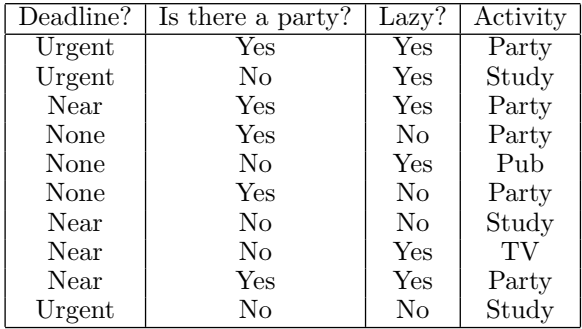 Deadline? Is there a party? Lazy? Activity
Urgent Yes Yes Party
Urgent No Yes Study
Near Yes Yes Party
None Yes No Party
None No Yes Pub
None Yes No Party
Near No No Study
Near No Yes TV
Near Yes Yes Party
Urgent No No Study